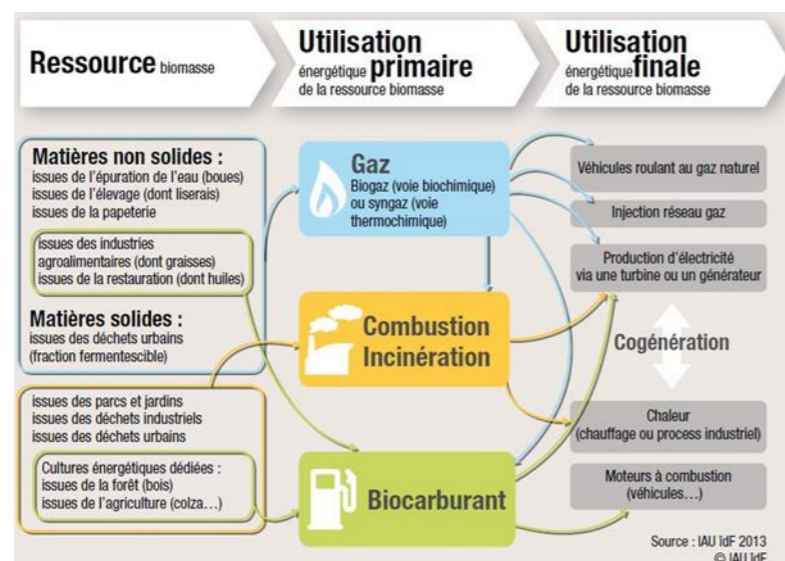 Ressource biomasse
Utilisation
énergétique primaire
de la ressource biomasse
Utilisation
énergétique finale
de la ressource biomasse
Matières non solides :
issues de l'épuration de l'eau (boues)
issues de l'élevage (dont liserais)
issues de la papeterie
issues des industries
agroalimentaires (dont graisses)
issues de la restauration (dont huiles)
Matières solides :
issues des déchets urbains
(fraction fermentescible)
issues des parcs et jardins
issues des déchets industriels
issues des déchets urbains
Cultures énergétiques dédiées :
issues de la forêt (bois)
issues de l'agriculture (colza...)
Gaz
Biogaz (voie biochimique)
ou syngaz (voie
thermochimique)
Combustion
Incinération
Biocarburant
Véhicules roulant au gaz naturel
Injection réseau gaz
Production d'électricité
via une turbine ou un générateur
Cogénération
Chaleur
(chauffage ou process industriel)
Moteurs à combustion
(véhicules...)
Source : IAU îdF 2013
© IAU îdF